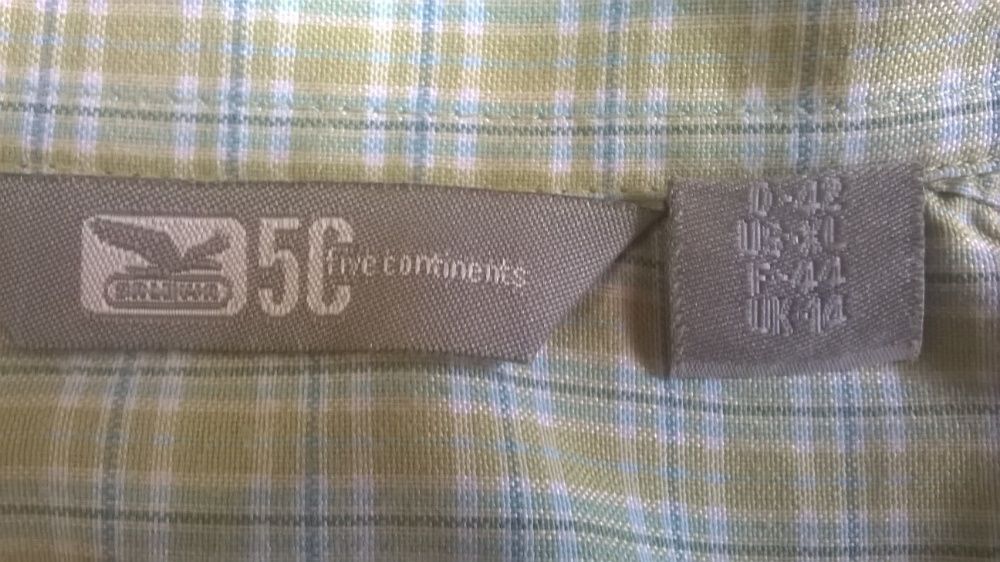 SALEWA
5C five continents
D-42
US-XL
F-44
UK-14